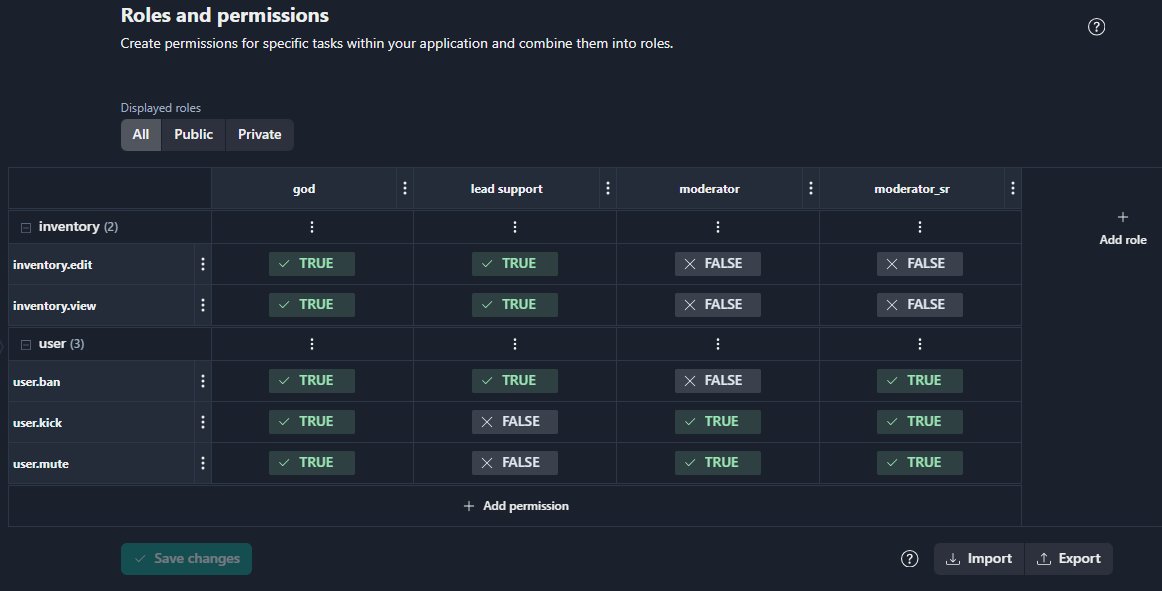 Roles and permissions
Create permissions for specific tasks within your application and combine them into roles.
Displayed roles
All Public Private
god lead support moderator moderator_sr
inventory (2)
Add role
inventory.edit TRUE TRUE FALSE FALSE
inventory.view TRUE TRUE FALSE FALSE
user (3)
user.ban TRUE TRUE FALSE TRUE
user.kick TRUE FALSE TRUE TRUE
user.mute TRUE FALSE TRUE TRUE
+ Add permission
Save changes ? Import Export